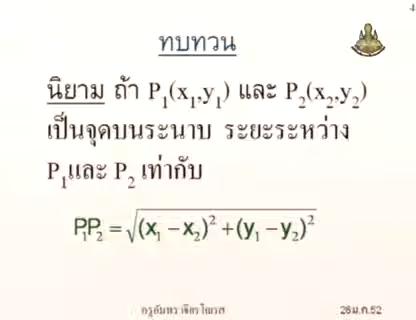 4
ทบทวน
นิยาม ถ้า P₁(x₁,y₁) และ P₂(x₂,y₂)
เป็นจุดบนระนาบ ระยะระหว่าง
P₁และ P₂ เท่ากับ
P₁P₂ = √((x₁ − x₂)² + (y₁ − y₂)²)
26 ม.ค.52